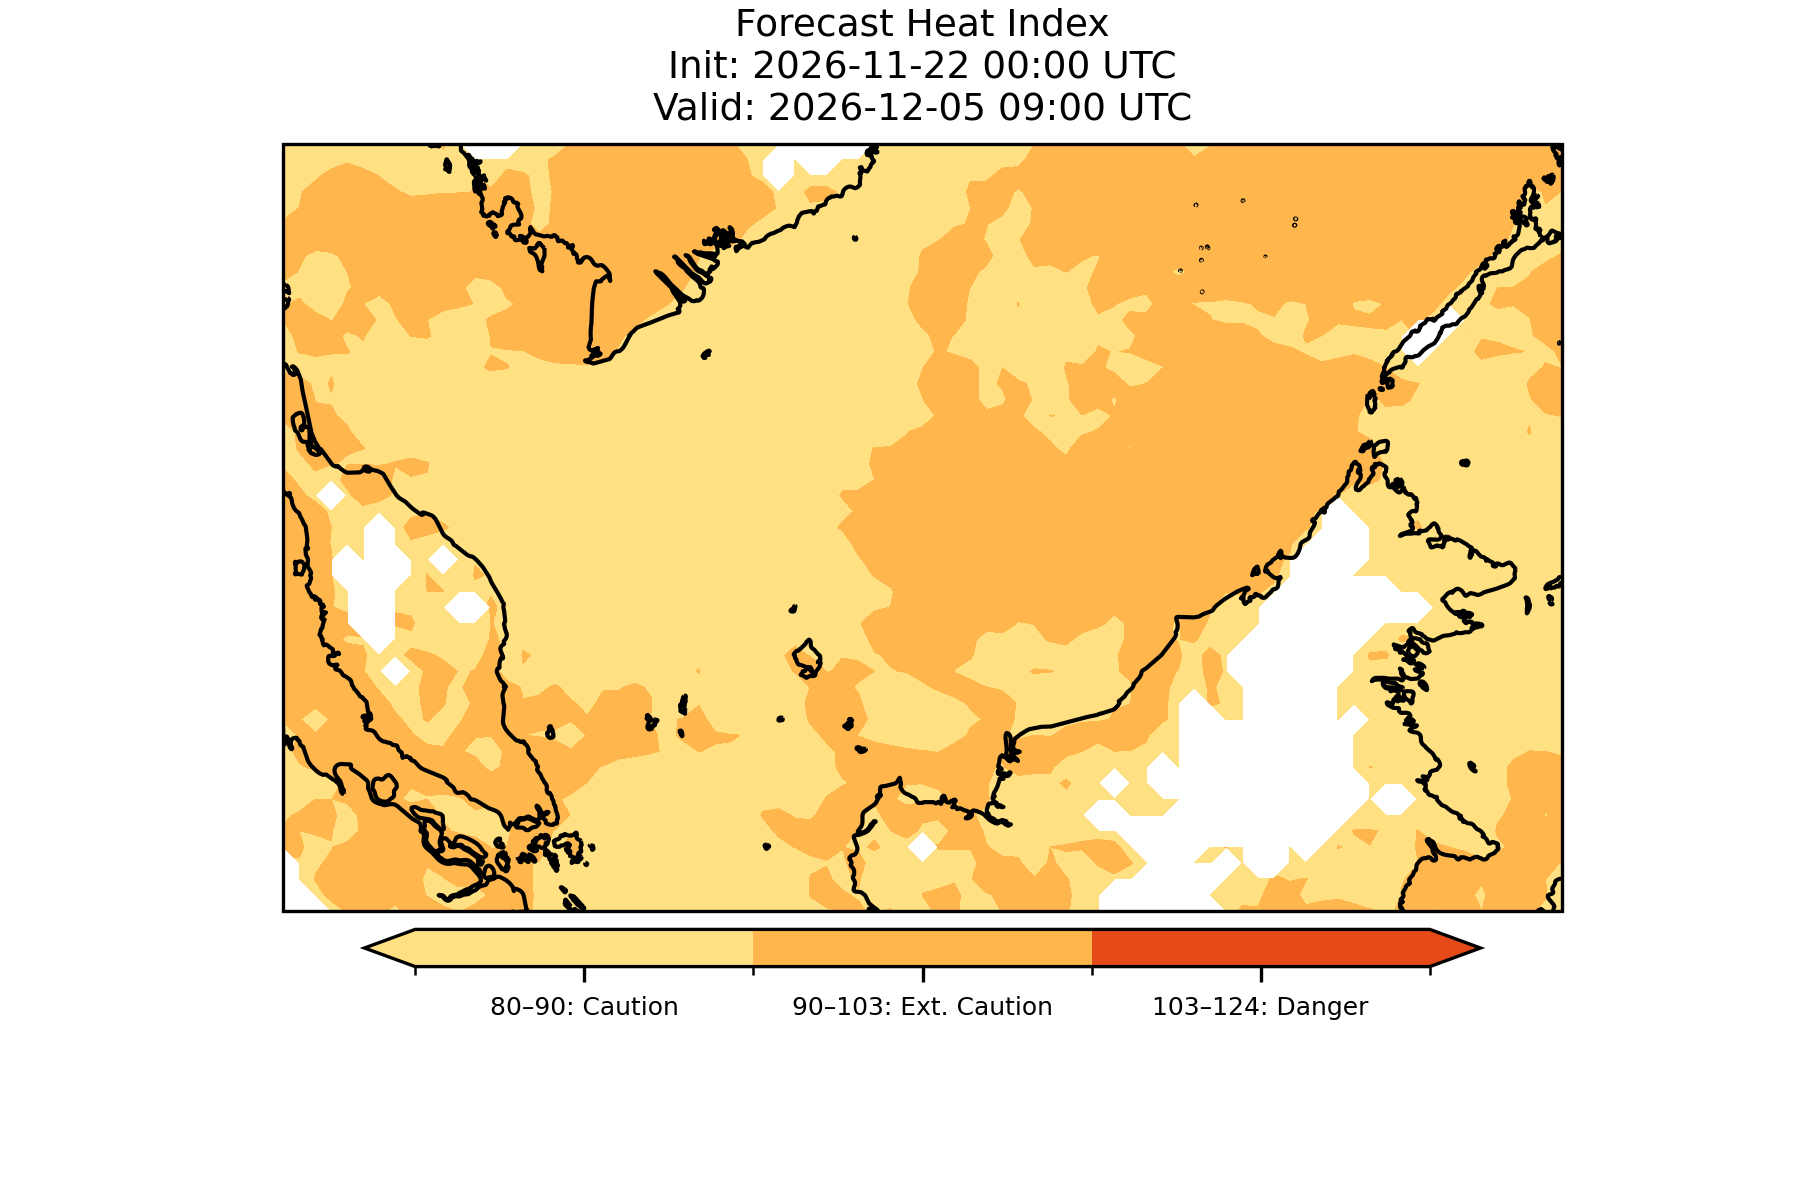 Forecast Heat Index
Init: 2026-11-22 00:00 UTC
Valid: 2026-12-05 09:00 UTC
80–90: Caution
90–103: Ext. Caution
103–124: Danger